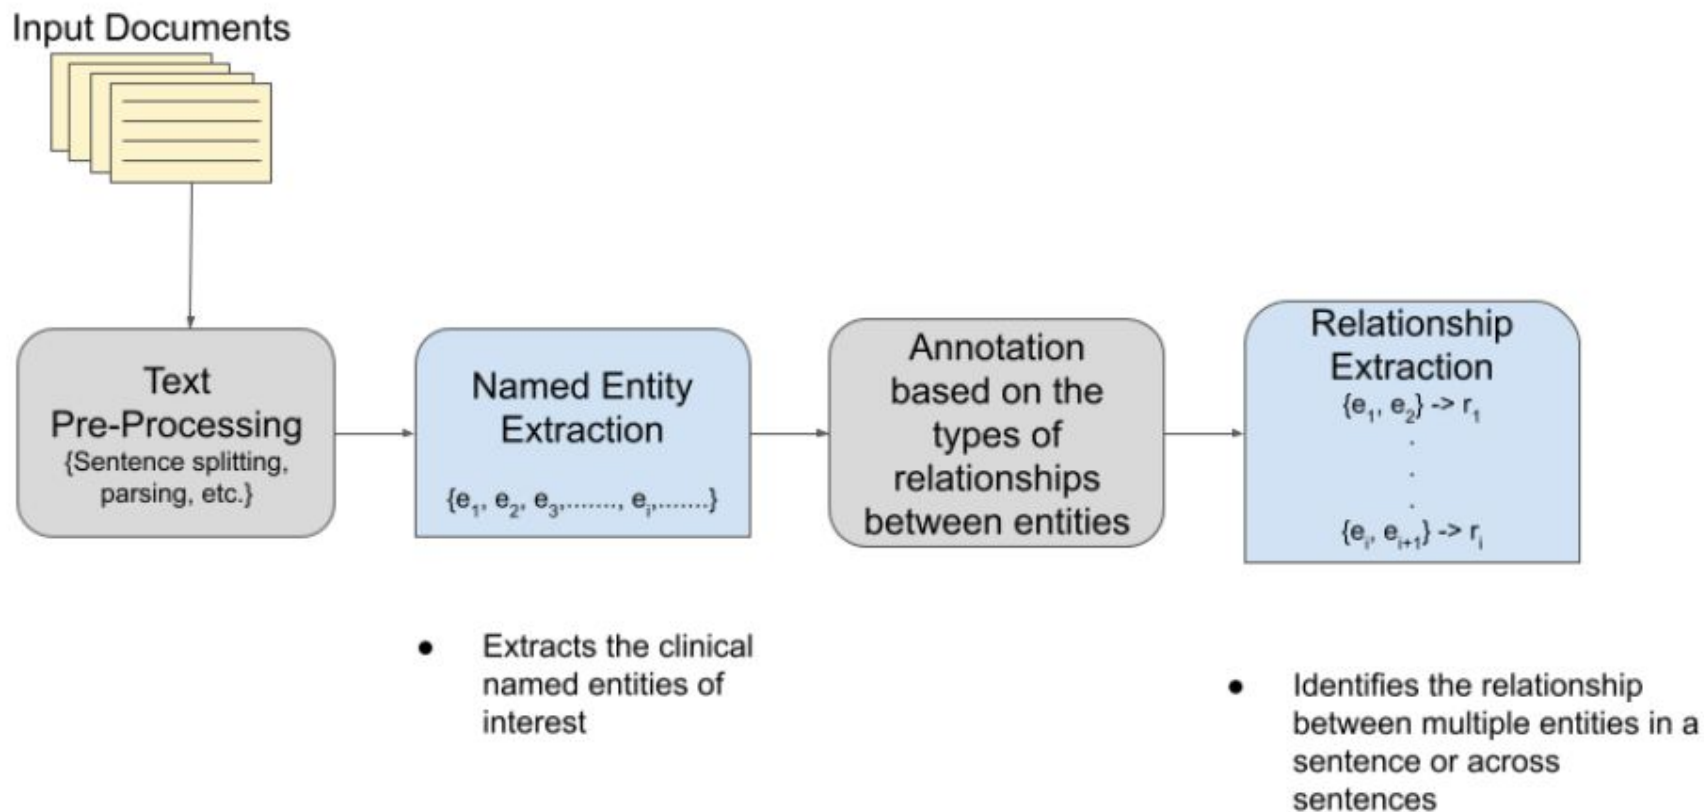 Input Documents
Text
Pre-Processing
{Sentence splitting,
parsing, etc.}
Named Entity
Extraction
{e₁, e₂, e₃,......., eᵢ,.......}
Annotation
based on the
types of
relationships
between entities
Relationship
Extraction
{e₁, e₂} -> r₁
.
.
.
{eᵢ, eᵢ₊₁} -> rᵢ
● Extracts the clinical
named entities of
interest
● Identifies the relationship
between multiple entities in a
sentence or across
sentences